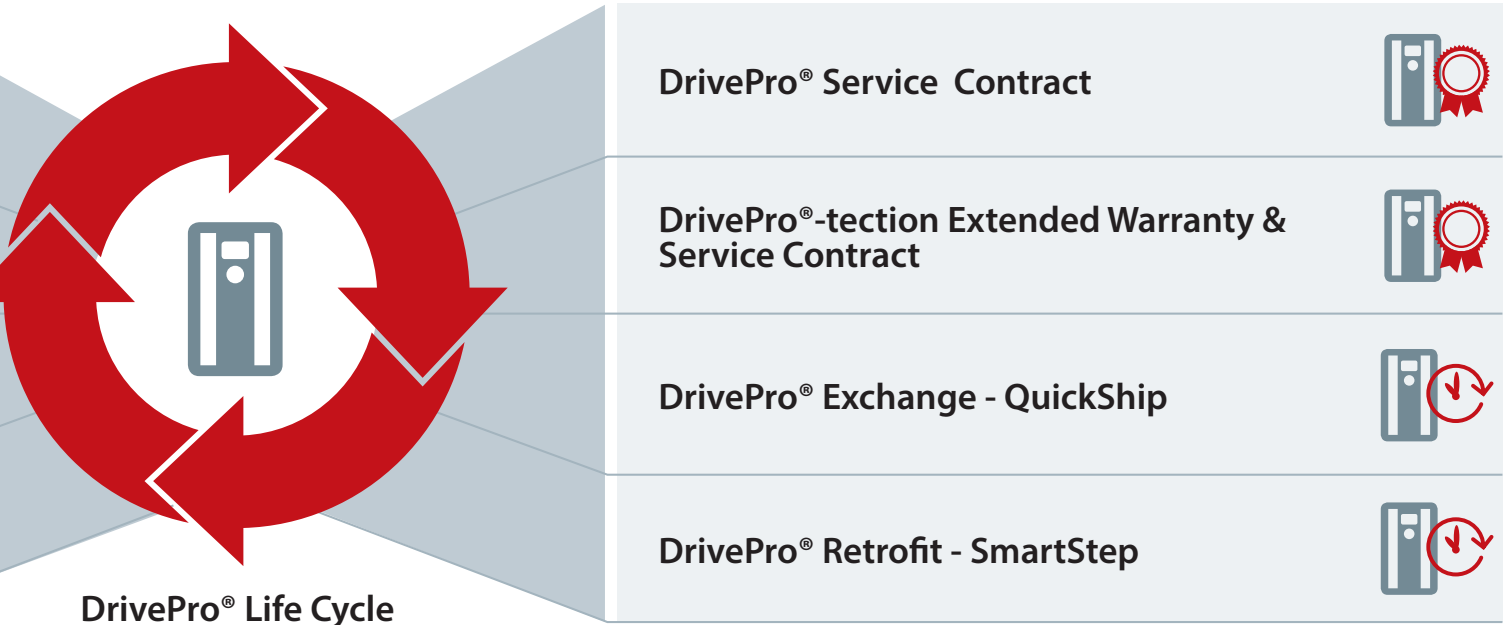 DrivePro® Service Contract
DrivePro®-tection Extended Warranty &
Service Contract
DrivePro® Exchange - QuickShip
DrivePro® Retrofit - SmartStep
DrivePro® Life Cycle